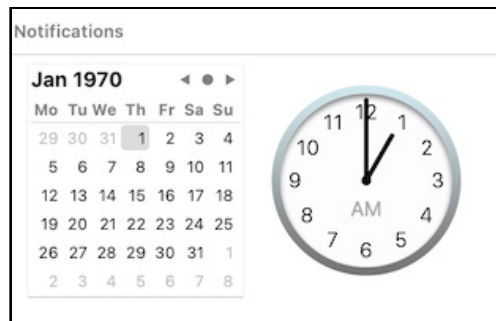 Notifications
Jan 1970
Mo Tu We Th Fr Sa Su
29 30 31 1 2 3 4
5 6 7 8 9 10 11
12 13 14 15 16 17 18
19 20 21 22 23 24 25
26 27 28 29 30 31 1
2 3 4 5 6 7 8
12
11 1
10 2
9 3
AM
8 4
7 5
6